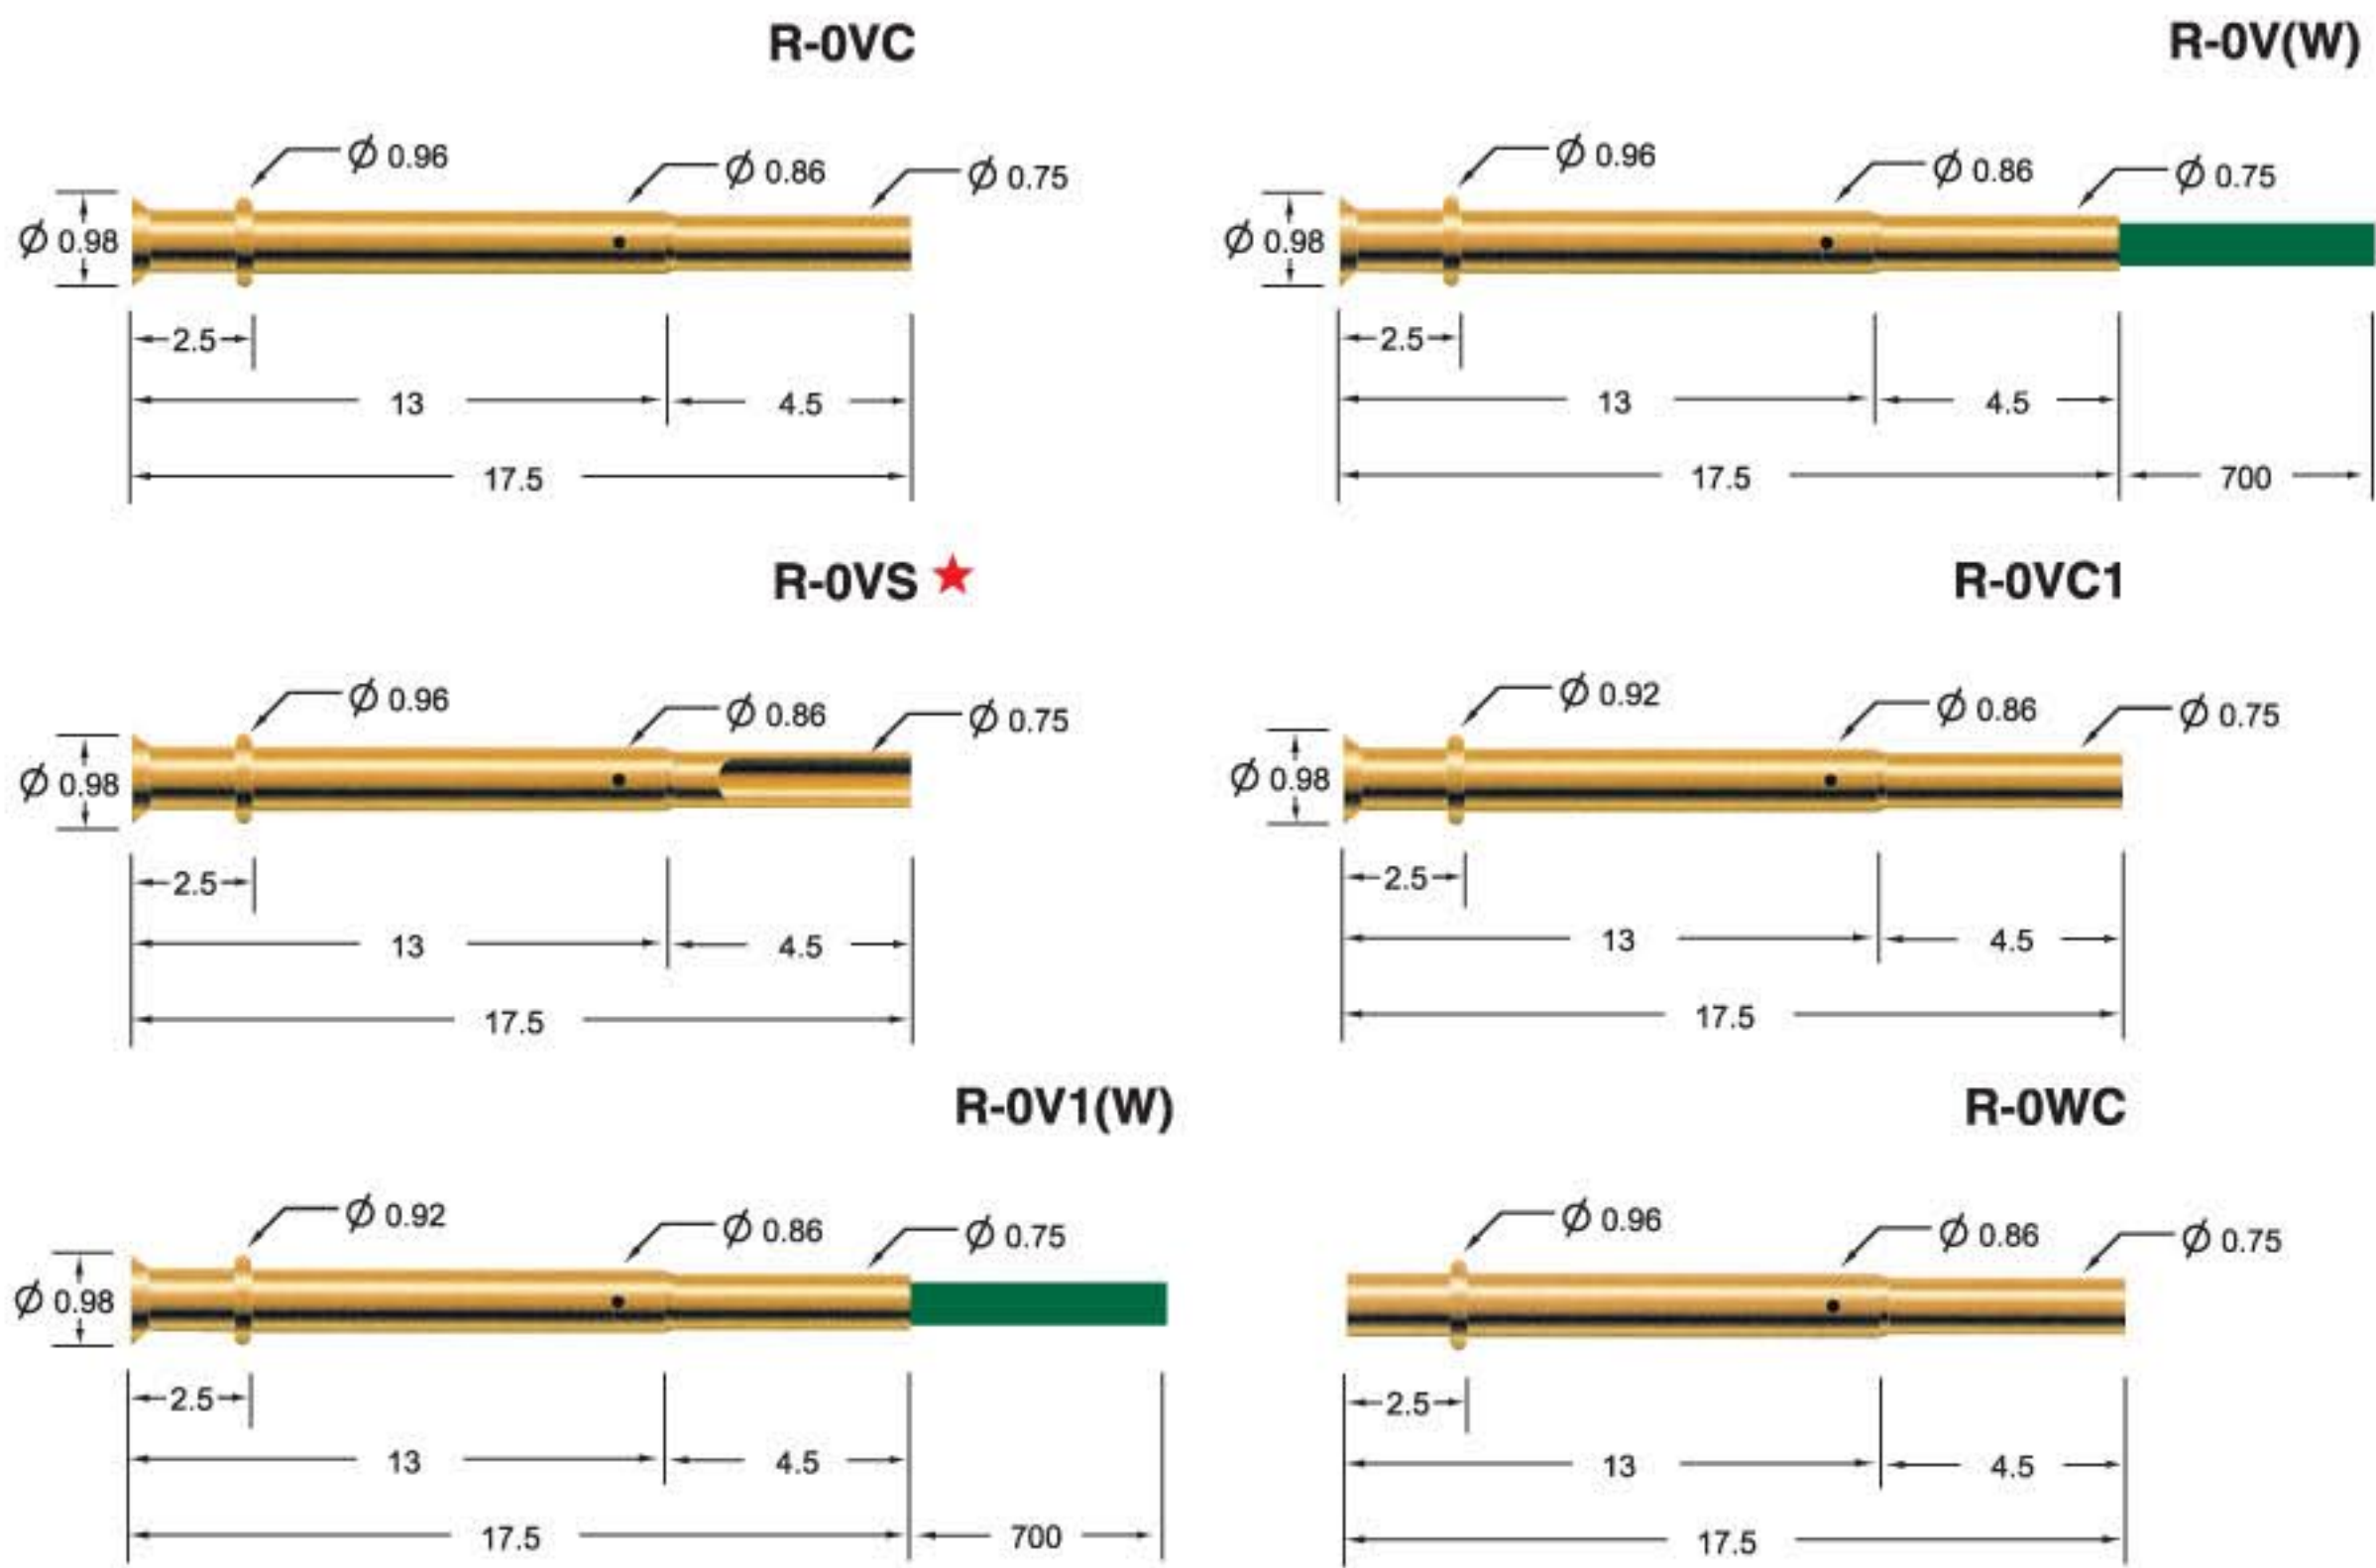 R-0VC
Ø 0.96
Ø 0.86
Ø 0.75
Ø 0.98
2.5
13
4.5
17.5
R-0V(W)
Ø 0.96
Ø 0.86
Ø 0.75
Ø 0.98
2.5
13
4.5
17.5
700
R-0VS
Ø 0.96
Ø 0.86
Ø 0.75
Ø 0.98
2.5
13
4.5
17.5
R-0VC1
Ø 0.92
Ø 0.86
Ø 0.75
Ø 0.98
2.5
13
4.5
17.5
R-0V1(W)
Ø 0.92
Ø 0.86
Ø 0.75
Ø 0.98
2.5
13
4.5
17.5
700
R-0WC
Ø 0.96
Ø 0.86
Ø 0.75
2.5
13
4.5
17.5